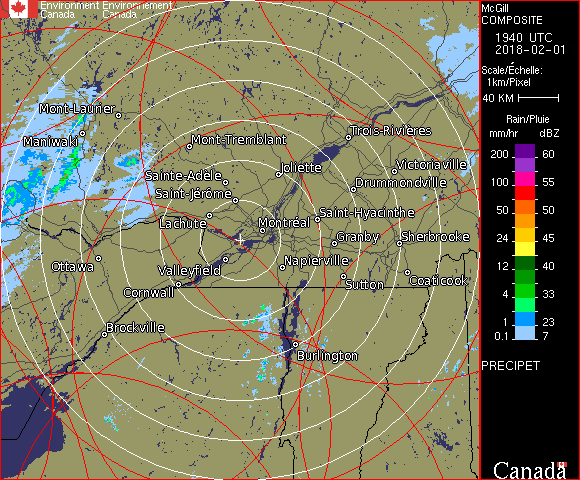 Environment Environnement
Canada Canada
Mont-Laurier
Maniwaki
Mont-Tremblant
Trois-Rivières
Sainte-Adèle
Joliette
Victoriaville
Saint-Jérôme
Drummondville
Lachute
Montréal
Saint-Hyacinthe
Granby
Sherbrooke
Ottawa
Valleyfield
Napierville
Cornwall
Sutton
Coaticook
Brockville
Burlington
McGill
COMPOSITE
1940 UTC
2018-02-01
Scale/Échelle:
1km/Pixel
40 KM
Rain/Pluie
mm/hr dBZ
200 60
100 55
50 50
24 45
12 40
4 33
1 23
0.1 7
PRECIPET
Canada